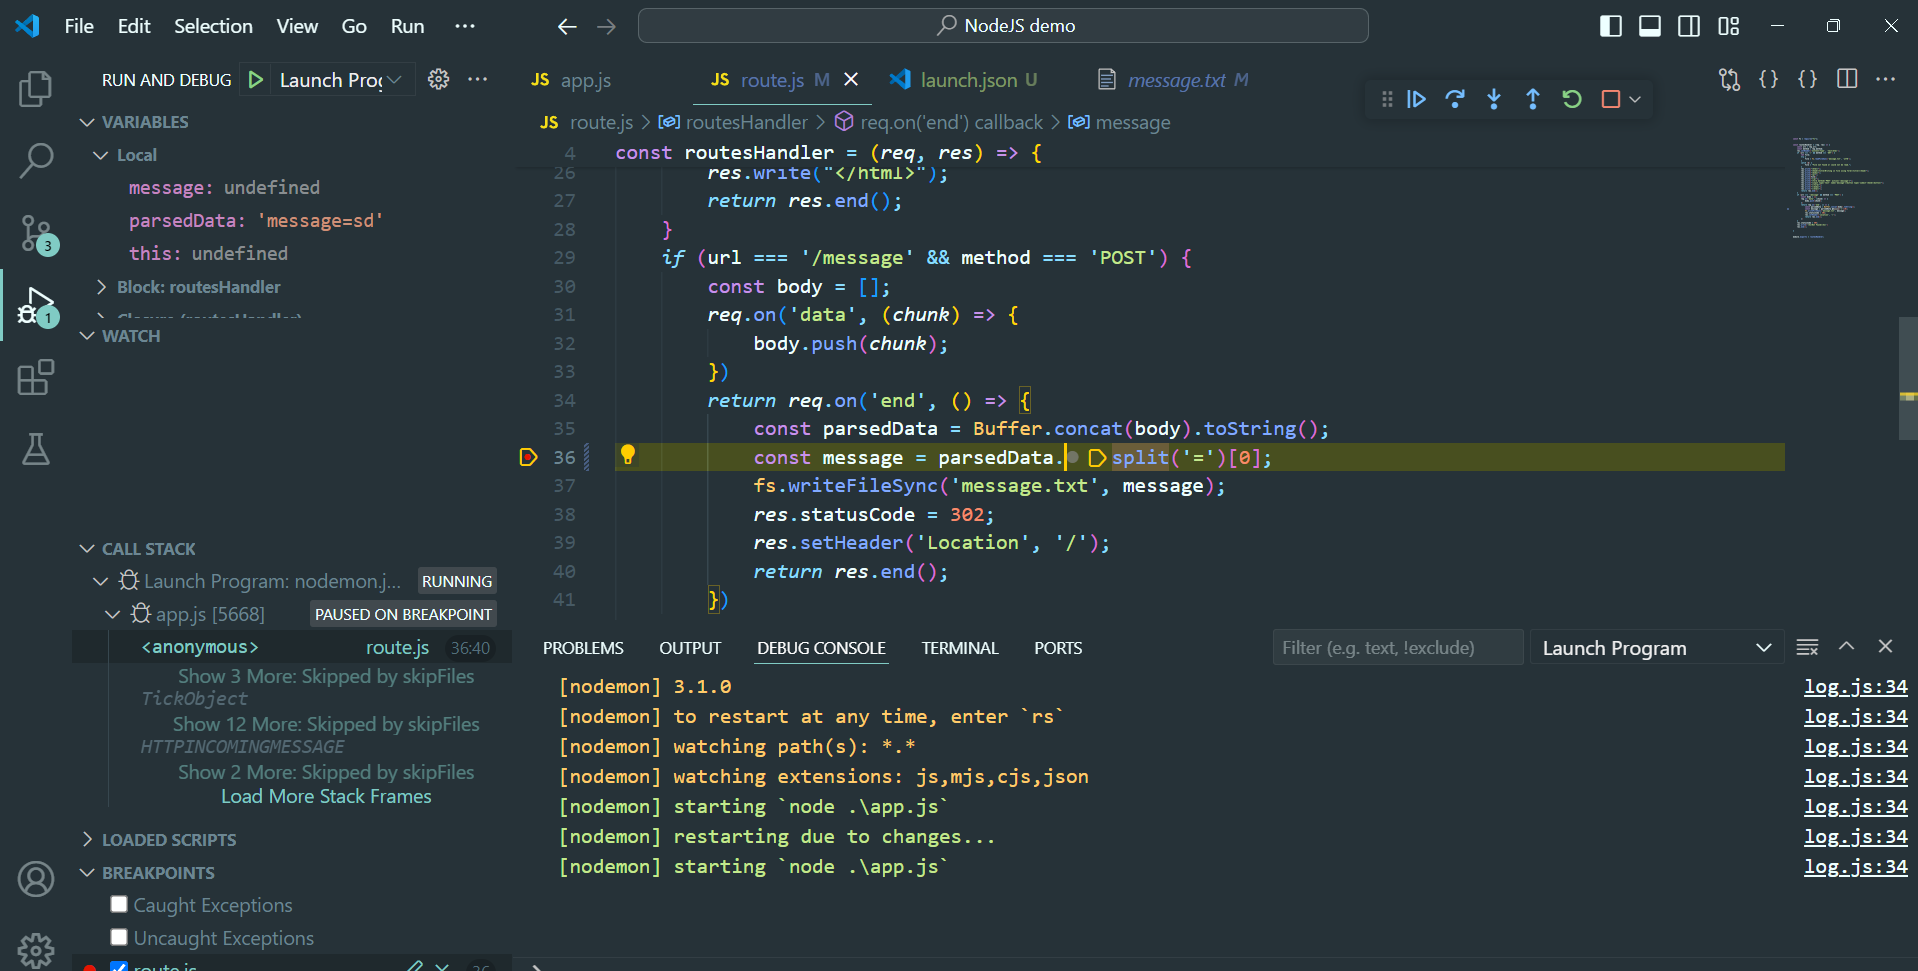 File Edit Selection View Go Run ···
NodeJS demo
RUN AND DEBUG Launch Prog
VARIABLES
Local
message: undefined
parsedData: 'message=sd'
this: undefined
Block: routesHandler
Closure (routesHandler)
WATCH
CALL STACK
Launch Program: nodemon.j... RUNNING
app.js [5668] PAUSED ON BREAKPOINT
<anonymous> route.js 36:40
Show 3 More: Skipped by skipFiles
TickObject
Show 12 More: Skipped by skipFiles
HTTPINCOMINGMESSAGE
Show 2 More: Skipped by skipFiles
Load More Stack Frames
LOADED SCRIPTS
BREAKPOINTS
Caught Exceptions
Uncaught Exceptions
route.js 36
3
1
JS app.js
JS route.js M
launch.json U
message.txt M
JS route.js > routesHandler > req.on('end') callback > message
4 const routesHandler = (req, res) => {
26 res.write("</html>");
27 return res.end();
28 }
29 if (url === '/message' && method === 'POST') {
30 const body = [];
31 req.on('data', (chunk) => {
32 body.push(chunk);
33 })
34 return req.on('end', () => {
35 const parsedData = Buffer.concat(body).toString();
36 const message = parsedData.split('=')[0];
37 fs.writeFileSync('message.txt', message);
38 res.statusCode = 302;
39 res.setHeader('Location', '/');
40 return res.end();
41 })
PROBLEMS OUTPUT DEBUG CONSOLE TERMINAL PORTS Filter (e.g. text, !exclude) Launch Program
[nodemon] 3.1.0 log.js:34
[nodemon] to restart at any time, enter `rs` log.js:34
[nodemon] watching path(s): *.* log.js:34
[nodemon] watching extensions: js,mjs,cjs,json log.js:34
[nodemon] starting `node .\app.js` log.js:34
[nodemon] restarting due to changes... log.js:34
[nodemon] starting `node .\app.js` log.js:34